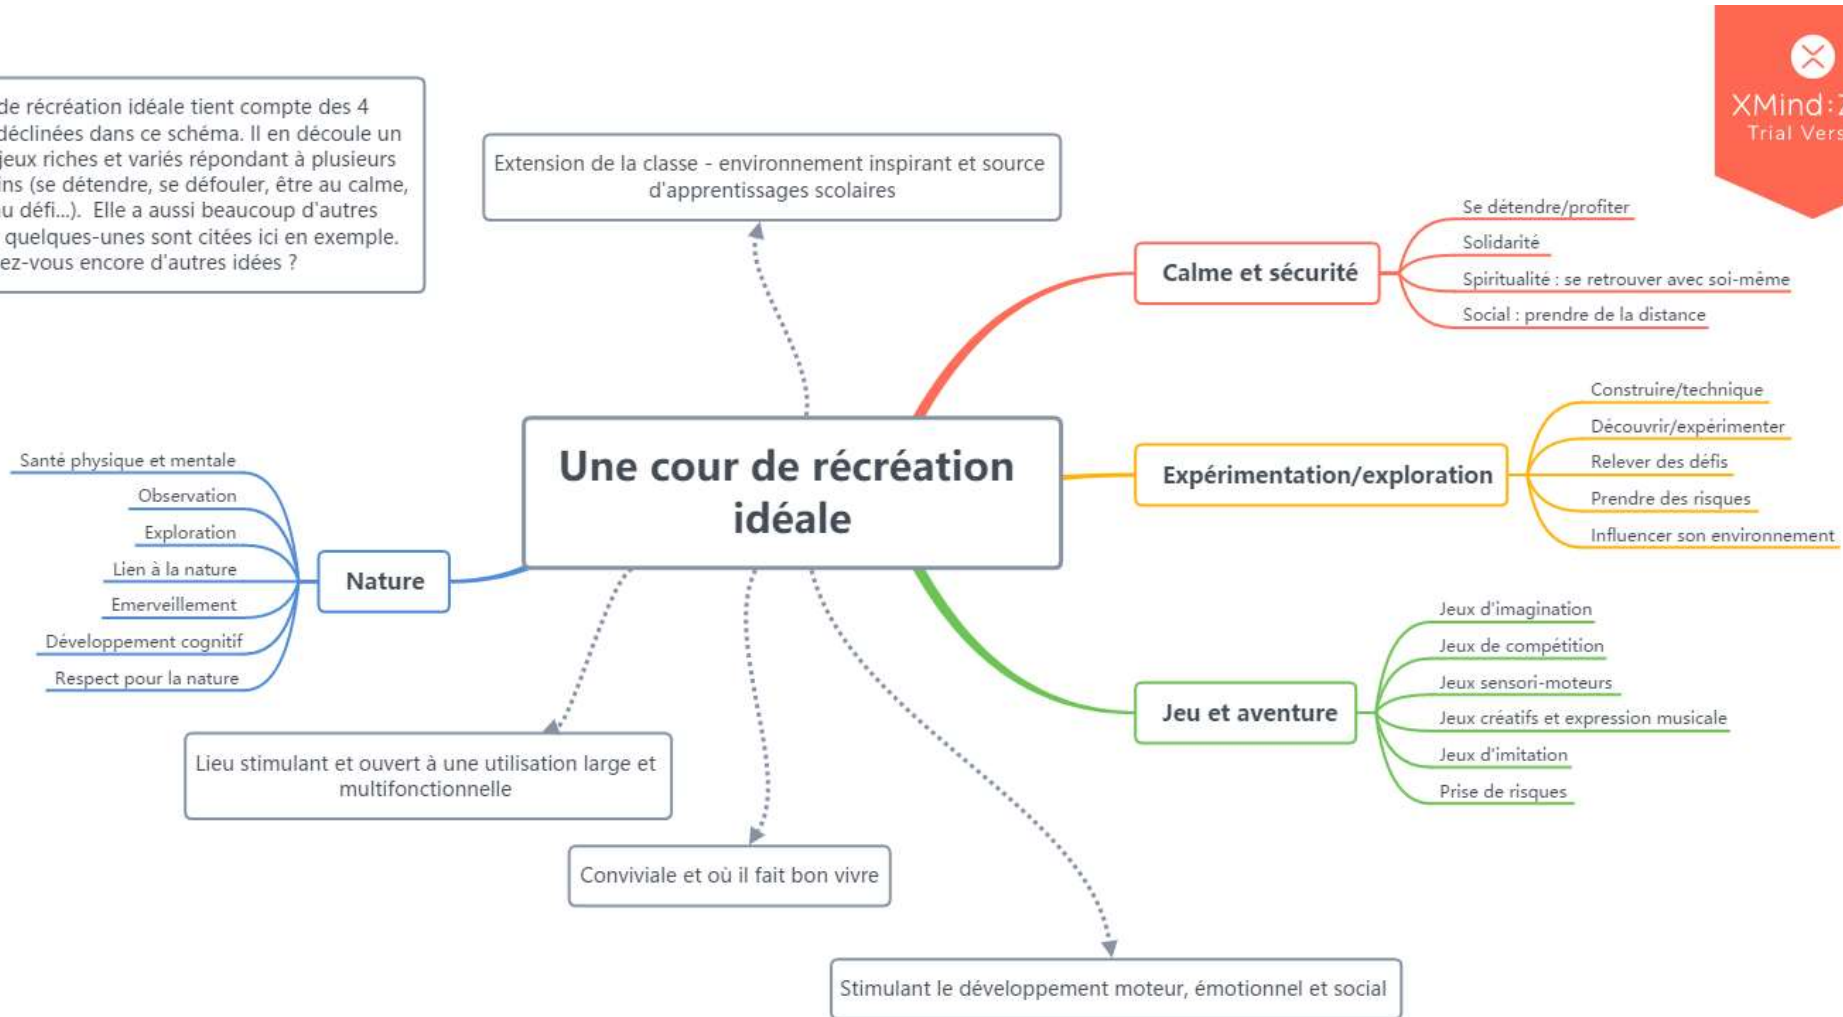 de récréation idéale tient compte des 4
déclinées dans ce schéma. Il en découle un
jeux riches et variés répondant à plusieurs
ins (se détendre, se défouler, être au calme,
au défi...). Elle a aussi beaucoup d'autres
quelques-unes sont citées ici en exemple.
ez-vous encore d'autres idées ?
Extension de la classe - environnement inspirant et source
d'apprentissages scolaires
XMind:Z
Trial Vers
Calme et sécurité
Se détendre/profiter
Solidarité
Spiritualité : se retrouver avec soi-même
Social : prendre de la distance
Une cour de récréation
idéale
Expérimentation/exploration
Construire/technique
Découvrir/expérimenter
Relever des défis
Prendre des risques
Influencer son environnement
Santé physique et mentale
Observation
Exploration
Lien à la nature
Emerveillement
Développement cognitif
Respect pour la nature
Nature
Jeu et aventure
Jeux d'imagination
Jeux de compétition
Jeux sensori-moteurs
Jeux créatifs et expression musicale
Jeux d'imitation
Prise de risques
Lieu stimulant et ouvert à une utilisation large et
multifonctionnelle
Conviviale et où il fait bon vivre
Stimulant le développement moteur, émotionnel et social